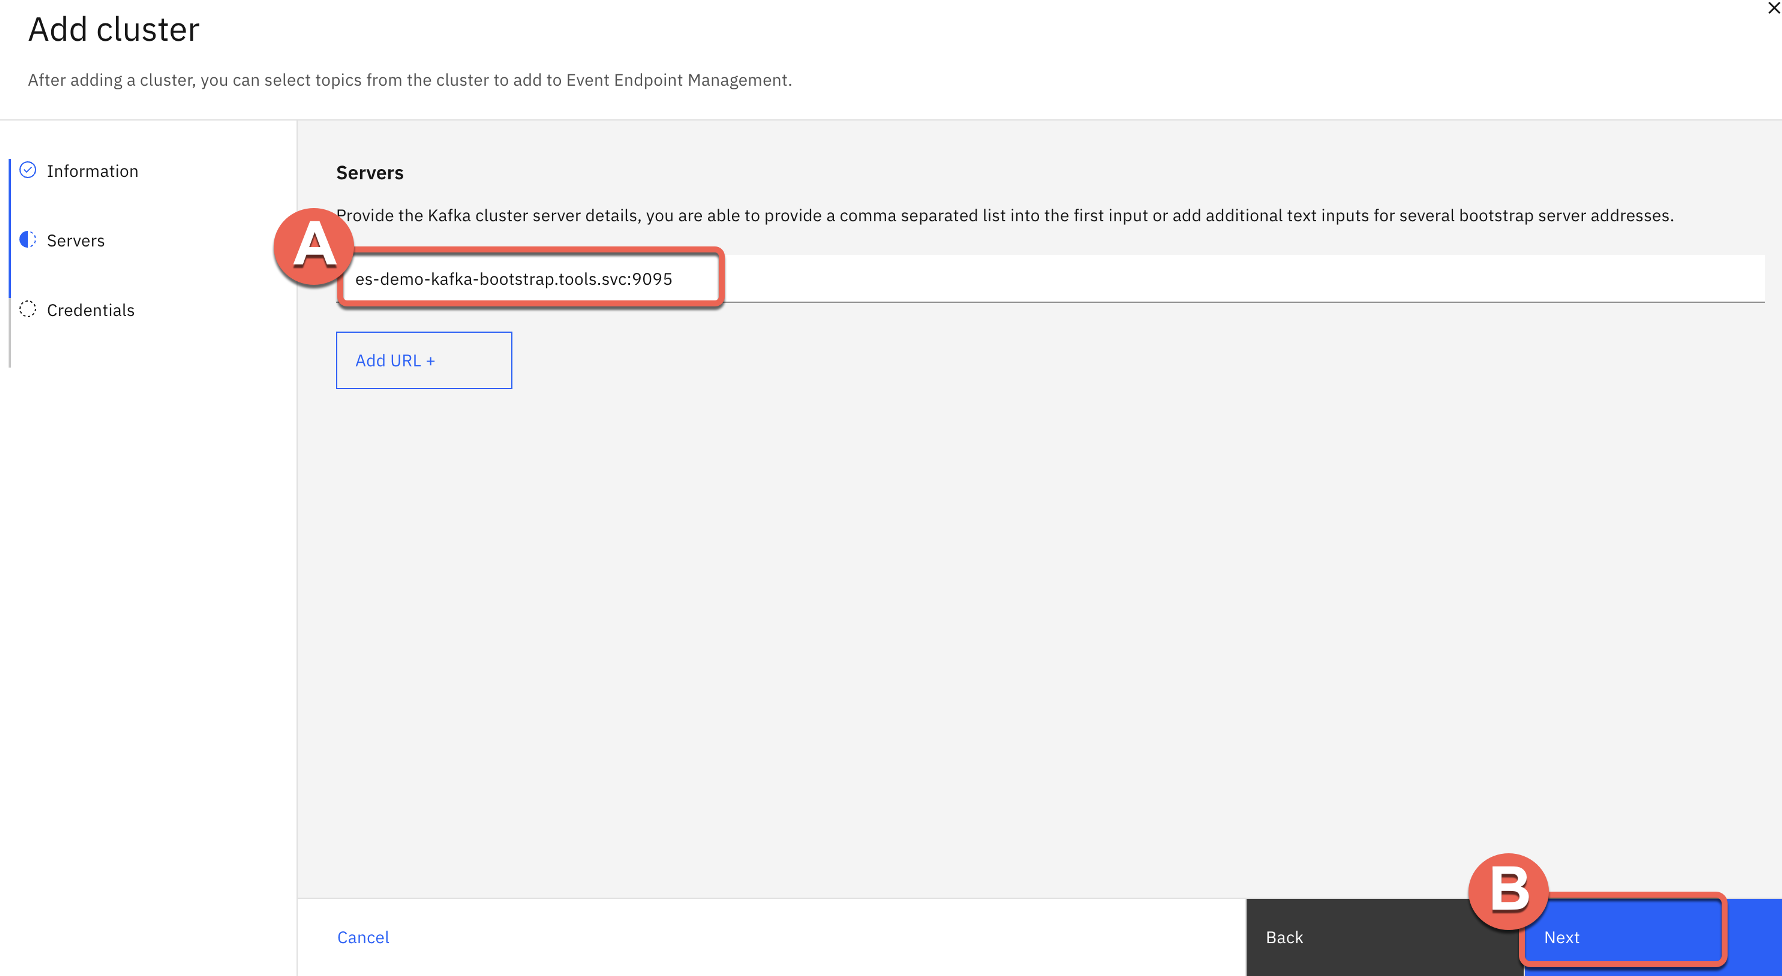 Add cluster
After adding a cluster, you can select topics from the cluster to add to Event Endpoint Management.
Information
Servers
Credentials
Servers
Provide the Kafka cluster server details, you are able to provide a comma separated list into the first input or add additional text inputs for several bootstrap server addresses.
A
es-demo-kafka-bootstrap.tools.svc:9095
Add URL +
Cancel
Back
B
Next